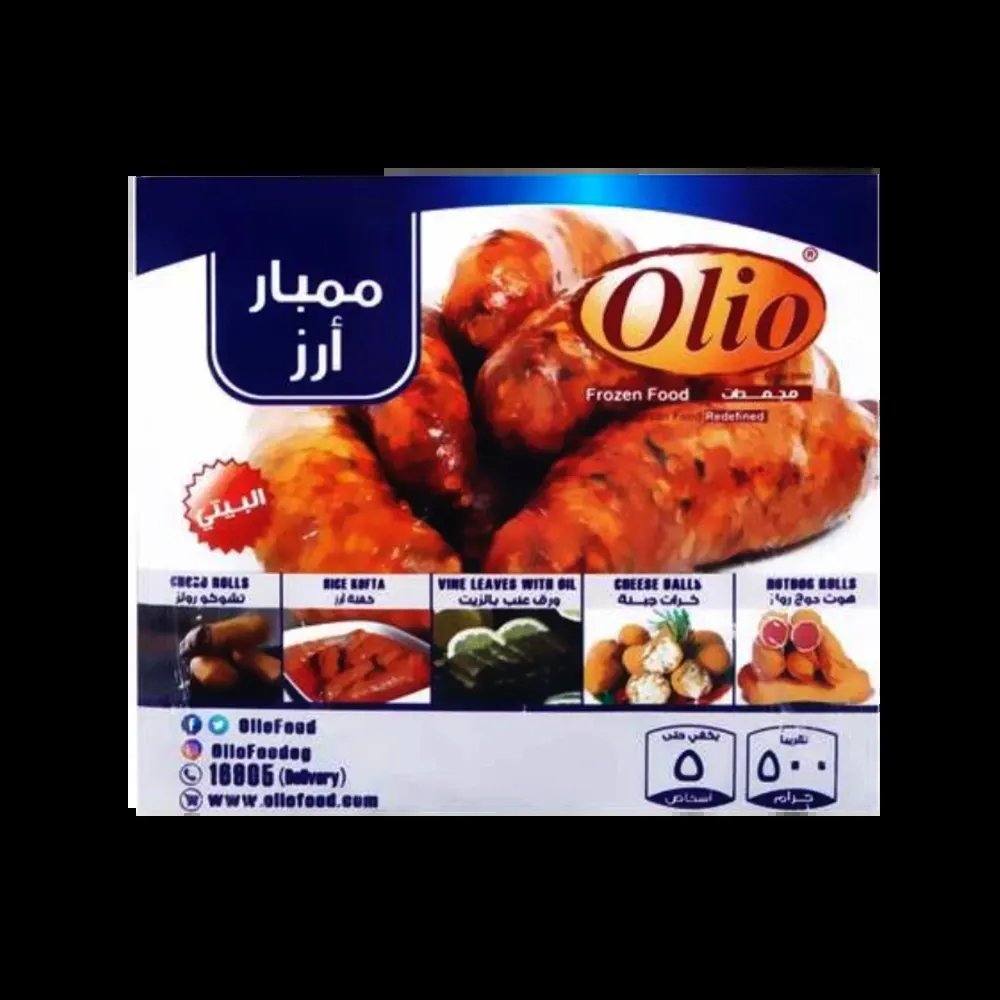 ممبار
أرز
Olio ®
Frozen Food مجمدات
Redefined
البيتي
CHOCO ROLLS
تشوكو رولز
RICE KOFTA
كفتة أرز
VINE LEAVES WITH OIL
ورق عنب بالزيت
CHEESE BALLS
كرات جبنة
HOTDOG ROLLS
هوت دوج رولز
OlioFood
OlioFoodeg
(Delivery)
www.oliofood.com
يكفي حتى
٥
أشخاص
تقريبا
٥٠٠
جرام